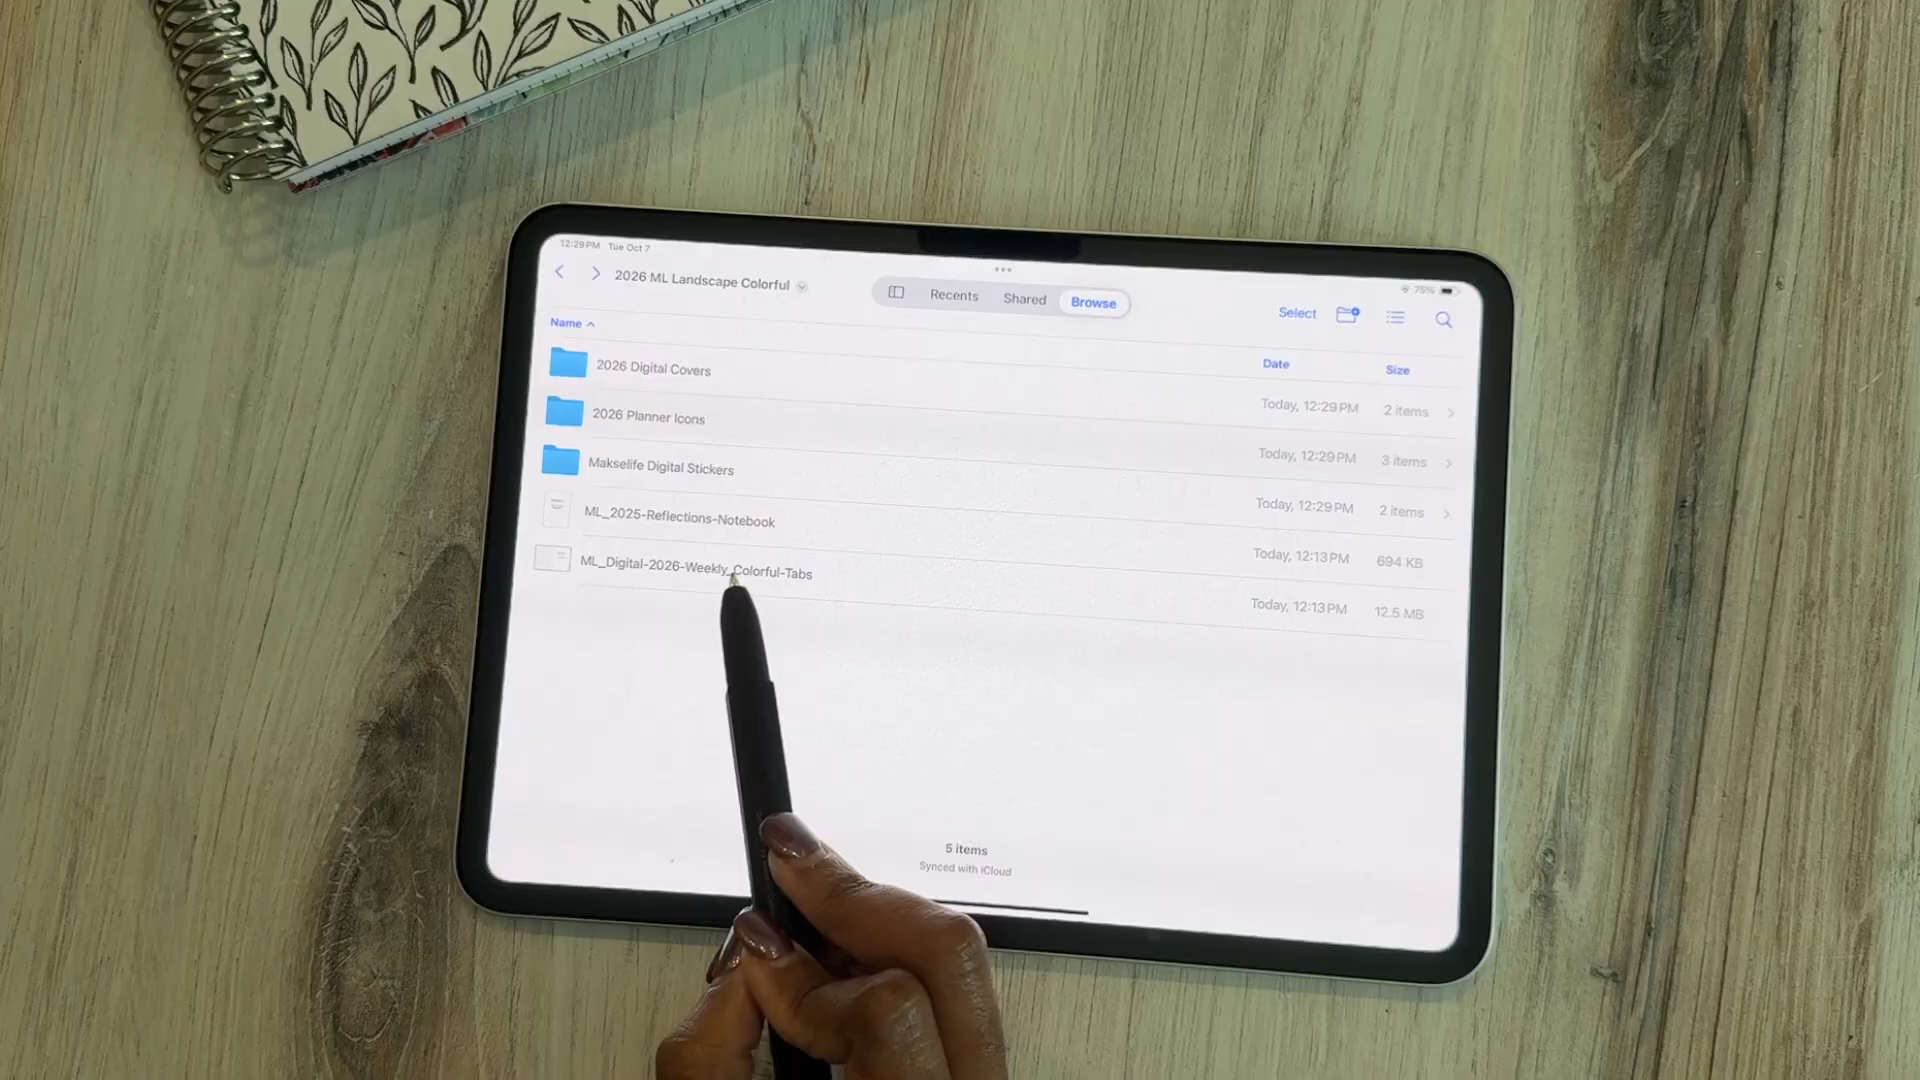 12:29 PM Tue Oct 7
75%
2026 ML Landscape Colorful
Recents Shared Browse
Select
Name
Date Size
2026 Digital Covers
Today, 12:29 PM 2 items
2026 Planner Icons
Today, 12:29 PM 3 items
Makselife Digital Stickers
Today, 12:29 PM 2 items
ML_2025-Reflections-Notebook
Today, 12:13 PM 694 KB
ML_Digital-2026-Weekly_Colorful-Tabs
Today, 12:13 PM 12.5 MB
5 items
Synced with iCloud